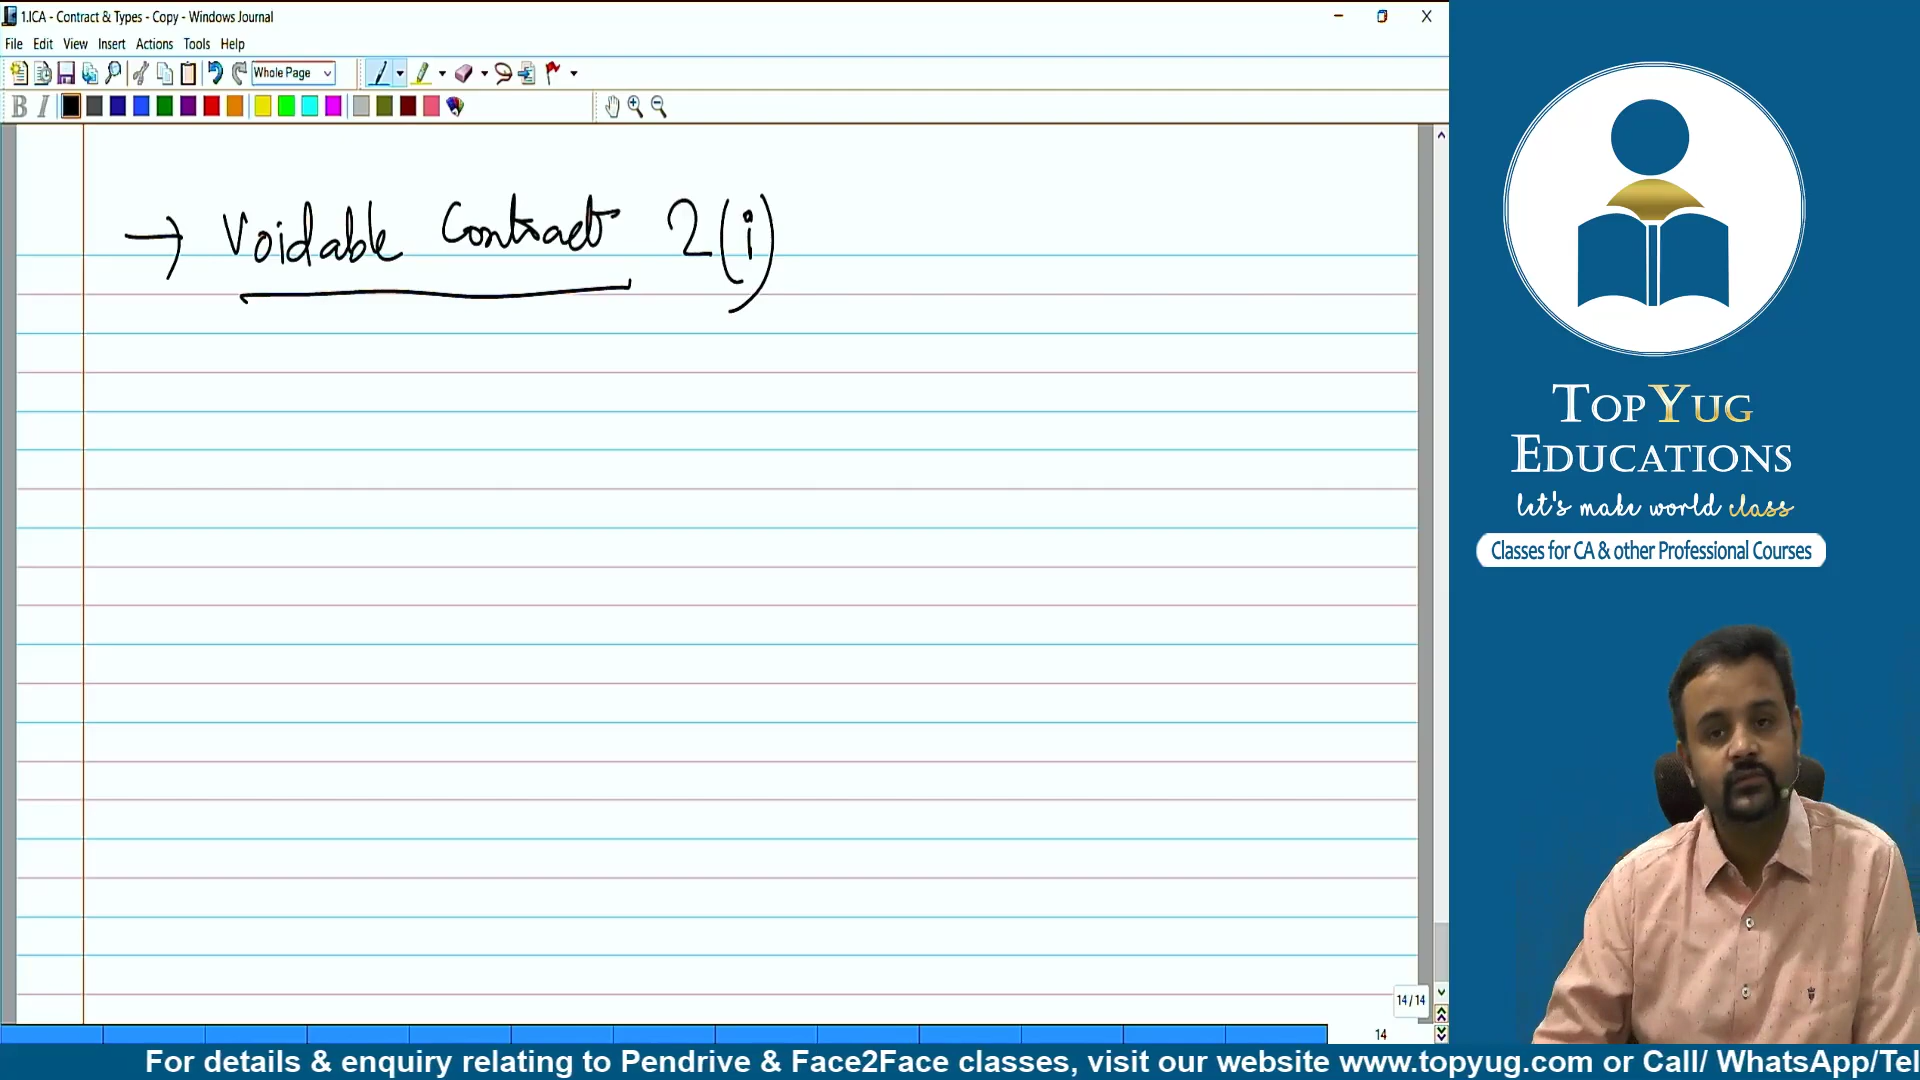 1.ICA - Contract & Types - Copy - Windows Journal
File Edit View Insert Actions Tools Help
Whole Page
B I
→ Voidable Contract 2(i)
14 / 14
14
TOPYUG
EDUCATIONS
let's make world class
Classes for CA & other Professional Courses
For details & enquiry relating to Pendrive & Face2Face classes, visit our website www.topyug.com or Call/ WhatsApp/Tel